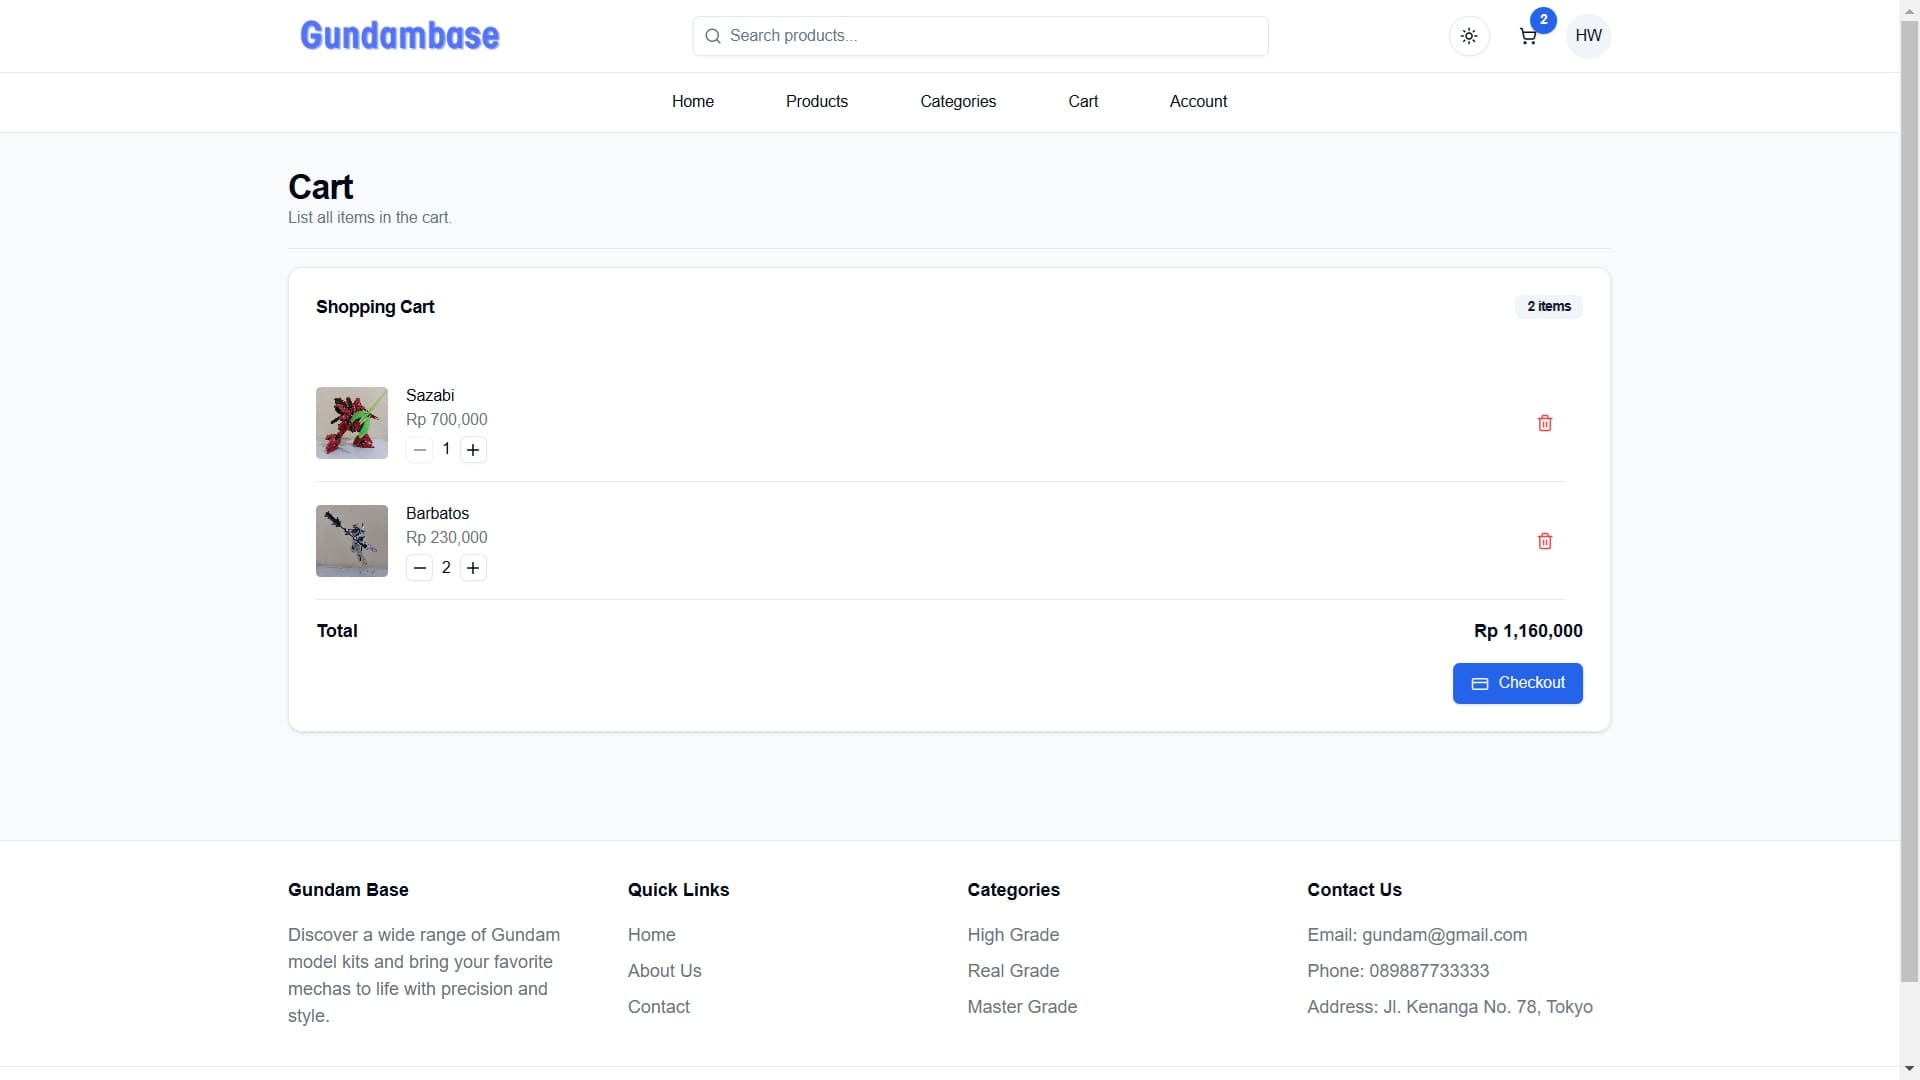 Gundambase
Search products...
2
HW
Home
Products
Categories
Cart
Account
Cart
List all items in the cart.
Shopping Cart
2 items
Sazabi
Rp 700,000
1
Barbatos
Rp 230,000
2
Total
Rp 1,160,000
Checkout
Gundam Base
Discover a wide range of Gundam
model kits and bring your favorite
mechas to life with precision and
style.
Quick Links
Home
About Us
Contact
Categories
High Grade
Real Grade
Master Grade
Contact Us
Email: gundam@gmail.com
Phone: 089887733333
Address: Jl. Kenanga No. 78, Tokyo